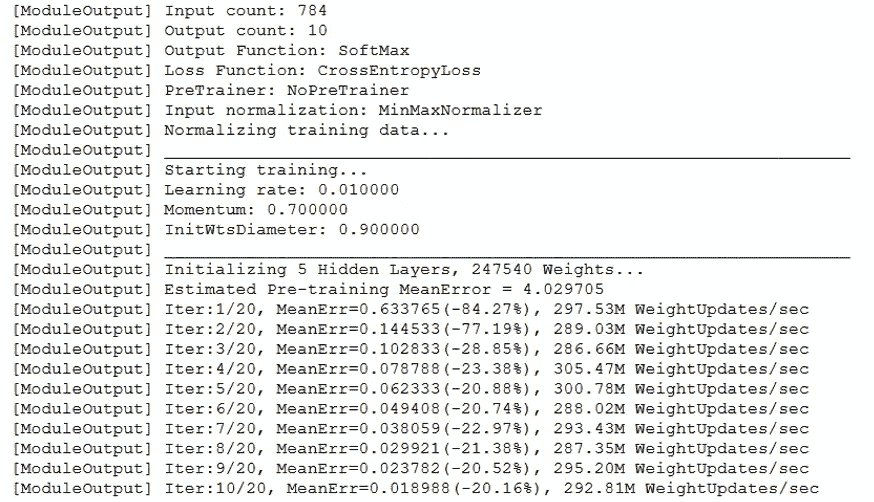 [ModuleOutput] Input count: 784
[ModuleOutput] Output count: 10
[ModuleOutput] Output Function: SoftMax
[ModuleOutput] Loss Function: CrossEntropyLoss
[ModuleOutput] PreTrainer: NoPreTrainer
[ModuleOutput] Input normalization: MinMaxNormalizer
[ModuleOutput] Normalizing training data...
[ModuleOutput] ____________________________________________________________________
[ModuleOutput] Starting training...
[ModuleOutput] Learning rate: 0.010000
[ModuleOutput] Momentum: 0.700000
[ModuleOutput] InitWtsDiameter: 0.900000
[ModuleOutput] ____________________________________________________________________
[ModuleOutput] Initializing 5 Hidden Layers, 247540 Weights...
[ModuleOutput] Estimated Pre-training MeanError = 4.029705
[ModuleOutput] Iter:1/20, MeanErr=0.633765(-84.27%), 297.53M WeightUpdates/sec
[ModuleOutput] Iter:2/20, MeanErr=0.144533(-77.19%), 289.03M WeightUpdates/sec
[ModuleOutput] Iter:3/20, MeanErr=0.102833(-28.85%), 286.66M WeightUpdates/sec
[ModuleOutput] Iter:4/20, MeanErr=0.078788(-23.38%), 305.47M WeightUpdates/sec
[ModuleOutput] Iter:5/20, MeanErr=0.062333(-20.88%), 300.78M WeightUpdates/sec
[ModuleOutput] Iter:6/20, MeanErr=0.049408(-20.74%), 288.02M WeightUpdates/sec
[ModuleOutput] Iter:7/20, MeanErr=0.038059(-22.97%), 293.43M WeightUpdates/sec
[ModuleOutput] Iter:8/20, MeanErr=0.029921(-21.38%), 287.35M WeightUpdates/sec
[ModuleOutput] Iter:9/20, MeanErr=0.023782(-20.52%), 295.20M WeightUpdates/sec
[ModuleOutput] Iter:10/20, MeanErr=0.018988(-20.16%), 292.81M WeightUpdates/sec